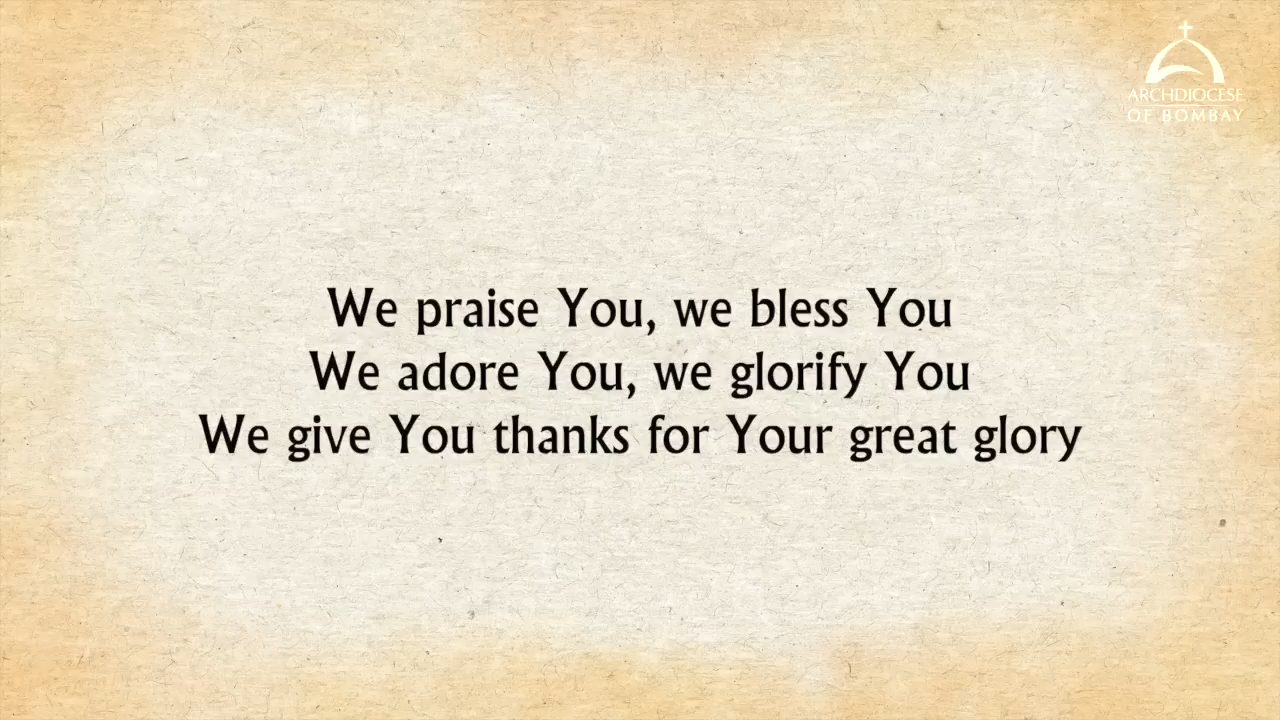 ARCHDIOCESE
OF BOMBAY
We praise You, we bless You
We adore You, we glorify You
We give You thanks for Your great glory